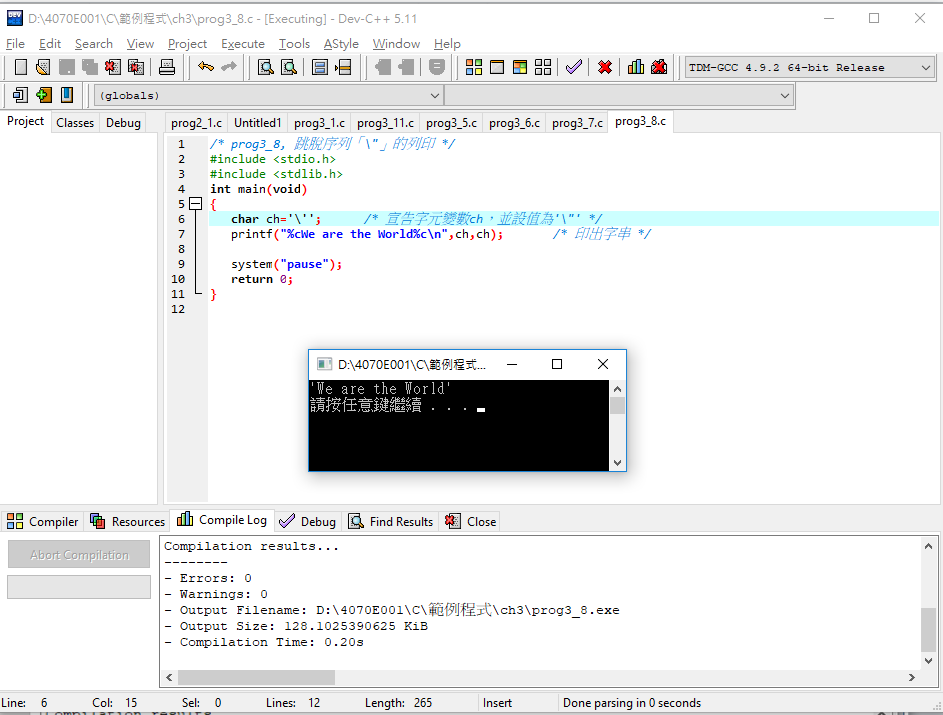 D:\4070E001\C\範例程式\ch3\prog3_8.c - [Executing] - Dev-C++ 5.11
File Edit Search View Project Execute Tools AStyle Window Help
TDM-GCC 4.9.2 64-bit Release
(globals)
Project Classes Debug prog2_1.c Untitled1 prog3_1.c prog3_11.c prog3_5.c prog3_6.c prog3_7.c prog3_8.c
1 /* prog3_8, 跳脫序列「\"」的列印 */
2 #include <stdio.h>
3 #include <stdlib.h>
4 int main(void)
5 {
6 char ch='\''; /* 宣告字元變數ch，並設值為'\"' */
7 printf("%cWe are the World%c\n",ch,ch); /* 印出字串 */
8
9 system("pause");
10 return 0;
11 }
12
D:\4070E001\C\範例程式...
'We are the World'
請按任意鍵繼續 . . .
Compiler Resources Compile Log Debug Find Results Close
Abort Compilation
Compilation results...
--------
- Errors: 0
- Warnings: 0
- Output Filename: D:\4070E001\C\範例程式\ch3\prog3_8.exe
- Output Size: 128.1025390625 KiB
- Compilation Time: 0.20s
Line: 6 Col: 15 Sel: 0 Lines: 12 Length: 265 Insert Done parsing in 0 seconds